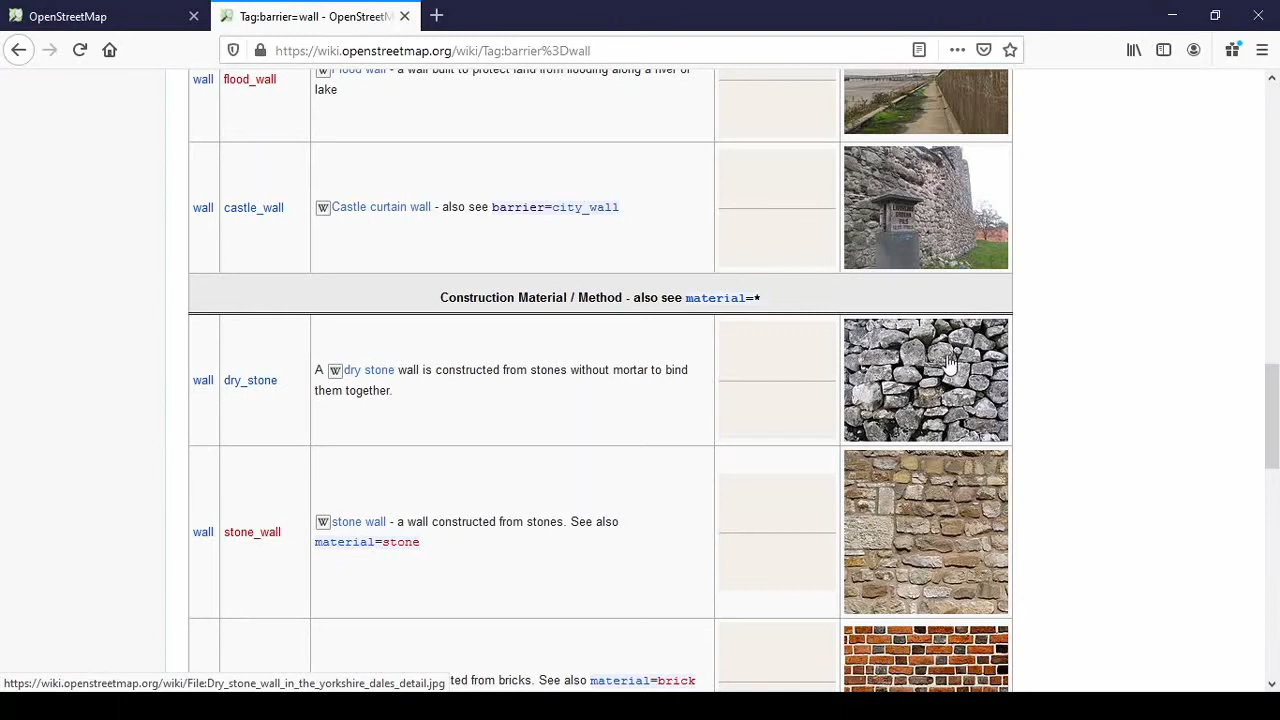 OpenStreetMap
Tag:barrier=wall - OpenStreetM
https://wiki.openstreetmap.org/wiki/Tag:barrier%3Dwall
wall flood_wall Flood wall - a wall built to protect land from flooding along a river or
lake
wall castle_wall Castle curtain wall - also see barrier=city_wall
Construction Material / Method - also see material=*
wall dry_stone A dry stone wall is constructed from stones without mortar to bind
them together.
wall stone_wall stone wall - a wall constructed from stones. See also
material=stone
ted from bricks. See also material=brick
https://wiki.openstreetmap.org/wiki/File:Dry_stone_wall_in_the_yorkshire_dales_detail.jpg